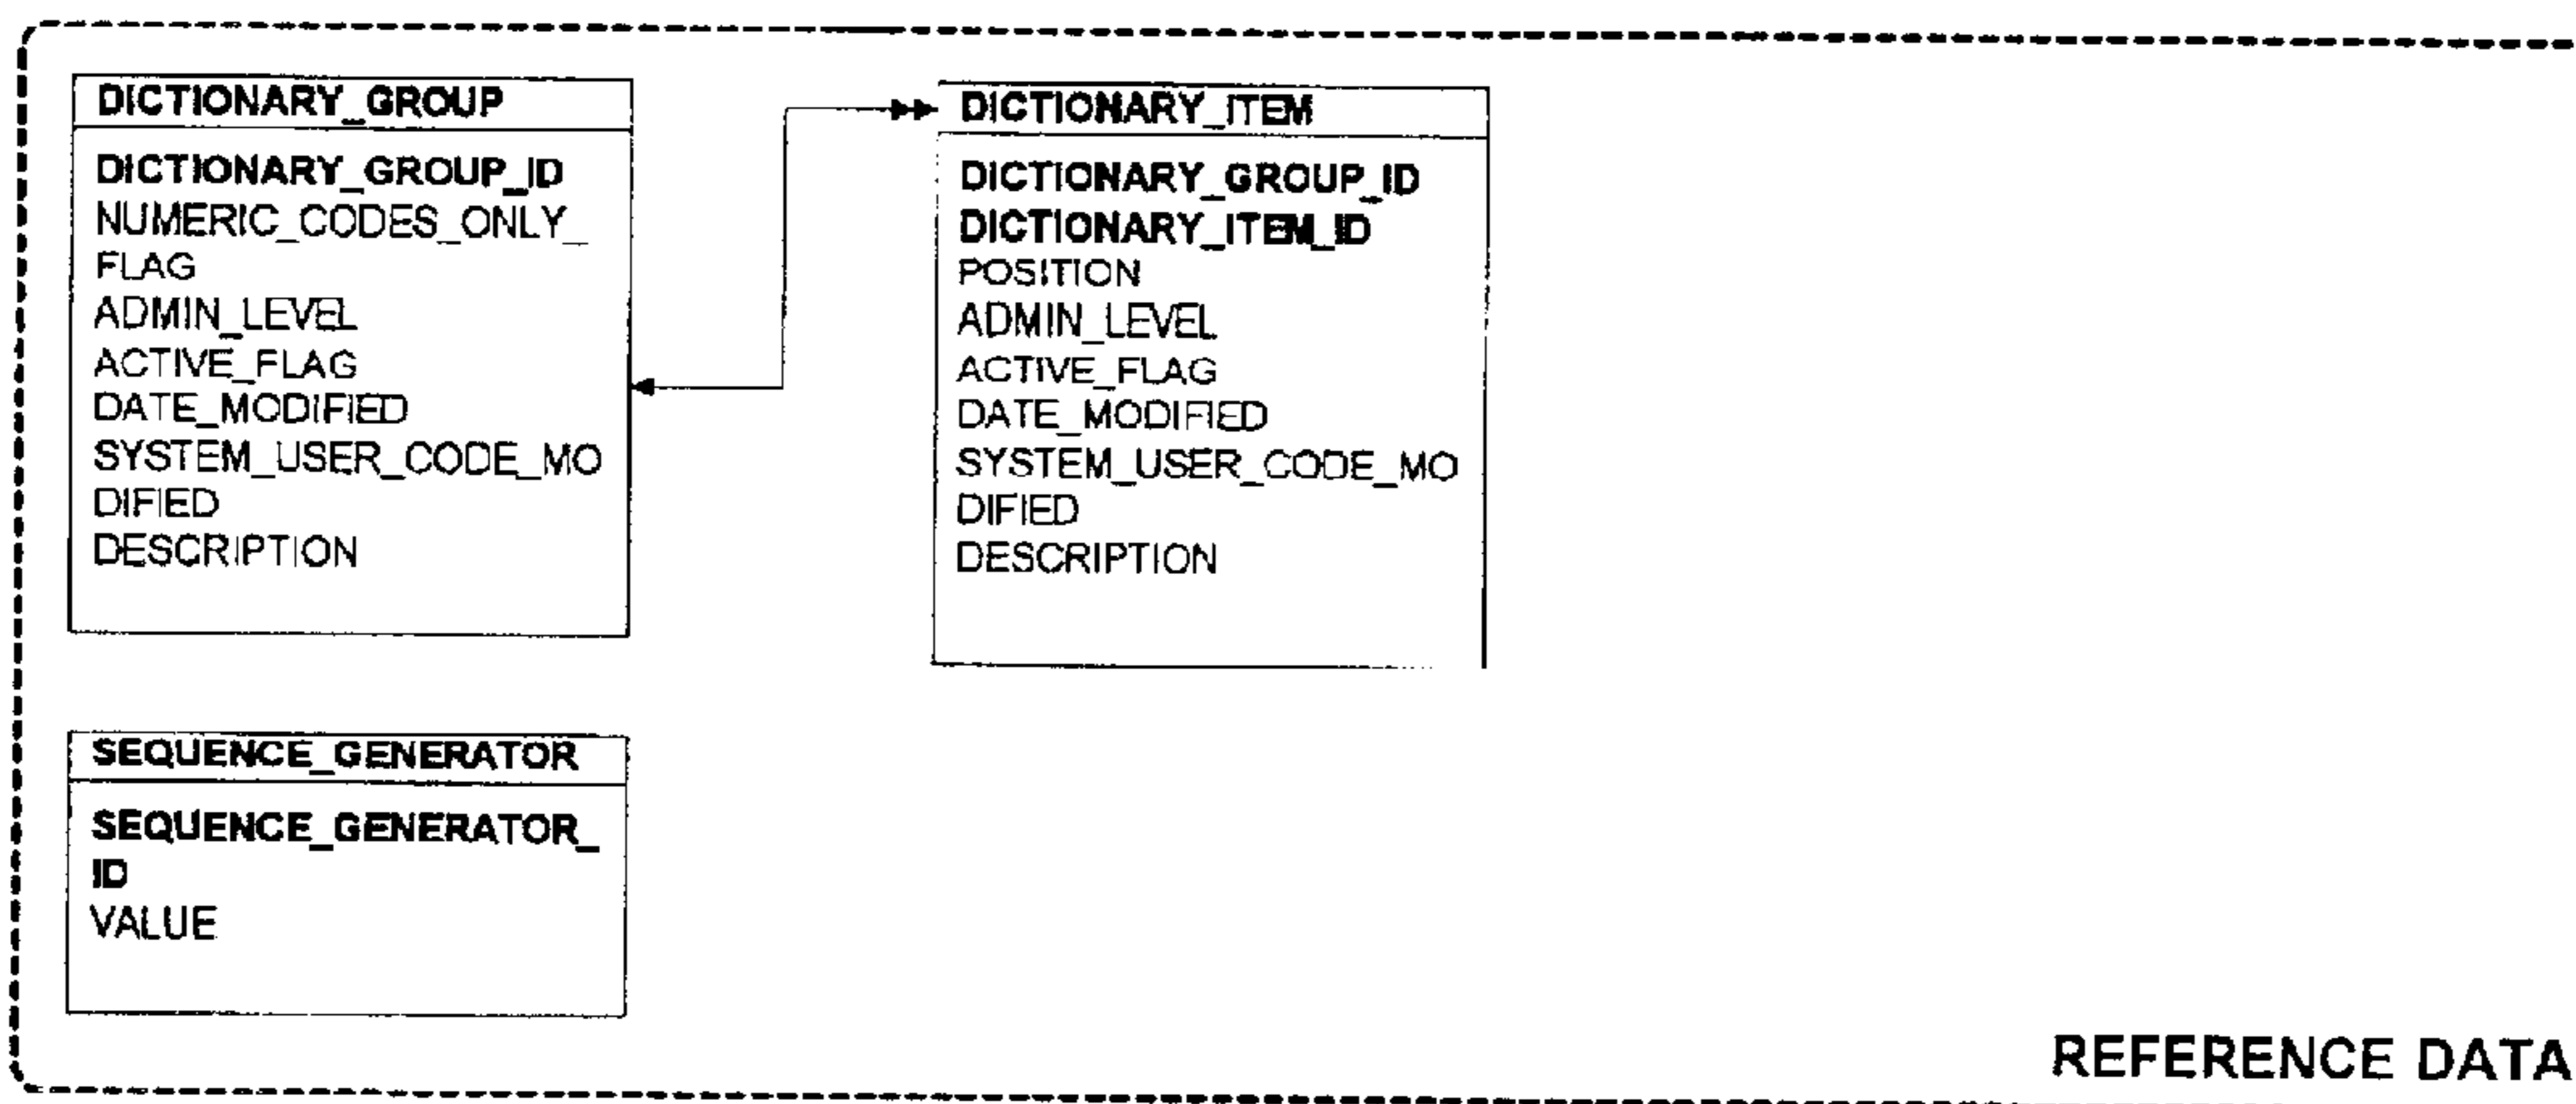 DICTIONARY_GROUP
DICTIONARY_GROUP_ID
NUMERIC_CODES_ONLY_
FLAG
ADMIN_LEVEL
ACTIVE_FLAG
DATE_MODIFIED
SYSTEM_USER_CODE_MO
DIFIED
DESCRIPTION
DICTIONARY_ITEM
DICTIONARY_GROUP_ID
DICTIONARY_ITEM_ID
POSITION
ADMIN_LEVEL
ACTIVE_FLAG
DATE_MODIFIED
SYSTEM_USER_CODE_MO
DIFIED
DESCRIPTION
SEQUENCE_GENERATOR
SEQUENCE_GENERATOR_
ID
VALUE
REFERENCE DATA